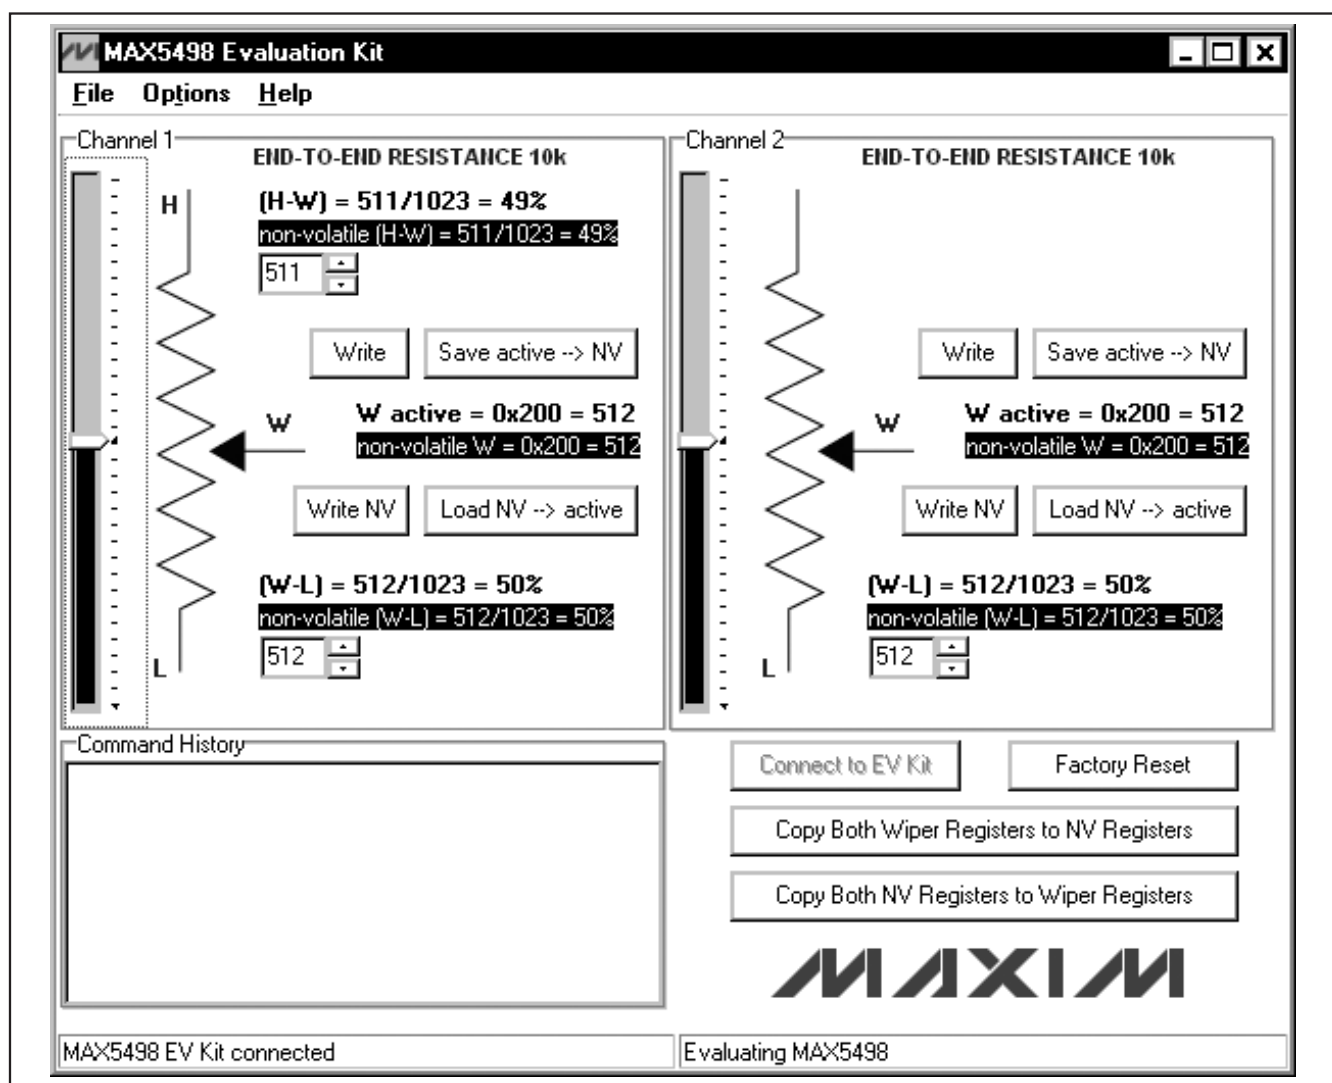 MAX5498 Evaluation Kit
File Options Help
Channel 1
END-TO-END RESISTANCE 10k
H
(H-W) = 511/1023 = 49%
non-volatile (H-W) = 511/1023 = 49%
511
Write Save active --> NV
W
W active = 0x200 = 512
non-volatile W = 0x200 = 512
Write NV Load NV --> active
(W-L) = 512/1023 = 50%
non-volatile (W-L) = 512/1023 = 50%
512
L
Channel 2
END-TO-END RESISTANCE 10k
Write Save active --> NV
W
W active = 0x200 = 512
non-volatile W = 0x200 = 512
Write NV Load NV --> active
(W-L) = 512/1023 = 50%
non-volatile (W-L) = 512/1023 = 50%
512
L
Command History
Connect to EV Kit Factory Reset
Copy Both Wiper Registers to NV Registers
Copy Both NV Registers to Wiper Registers
MAXIM
MAX5498 EV Kit connected Evaluating MAX5498